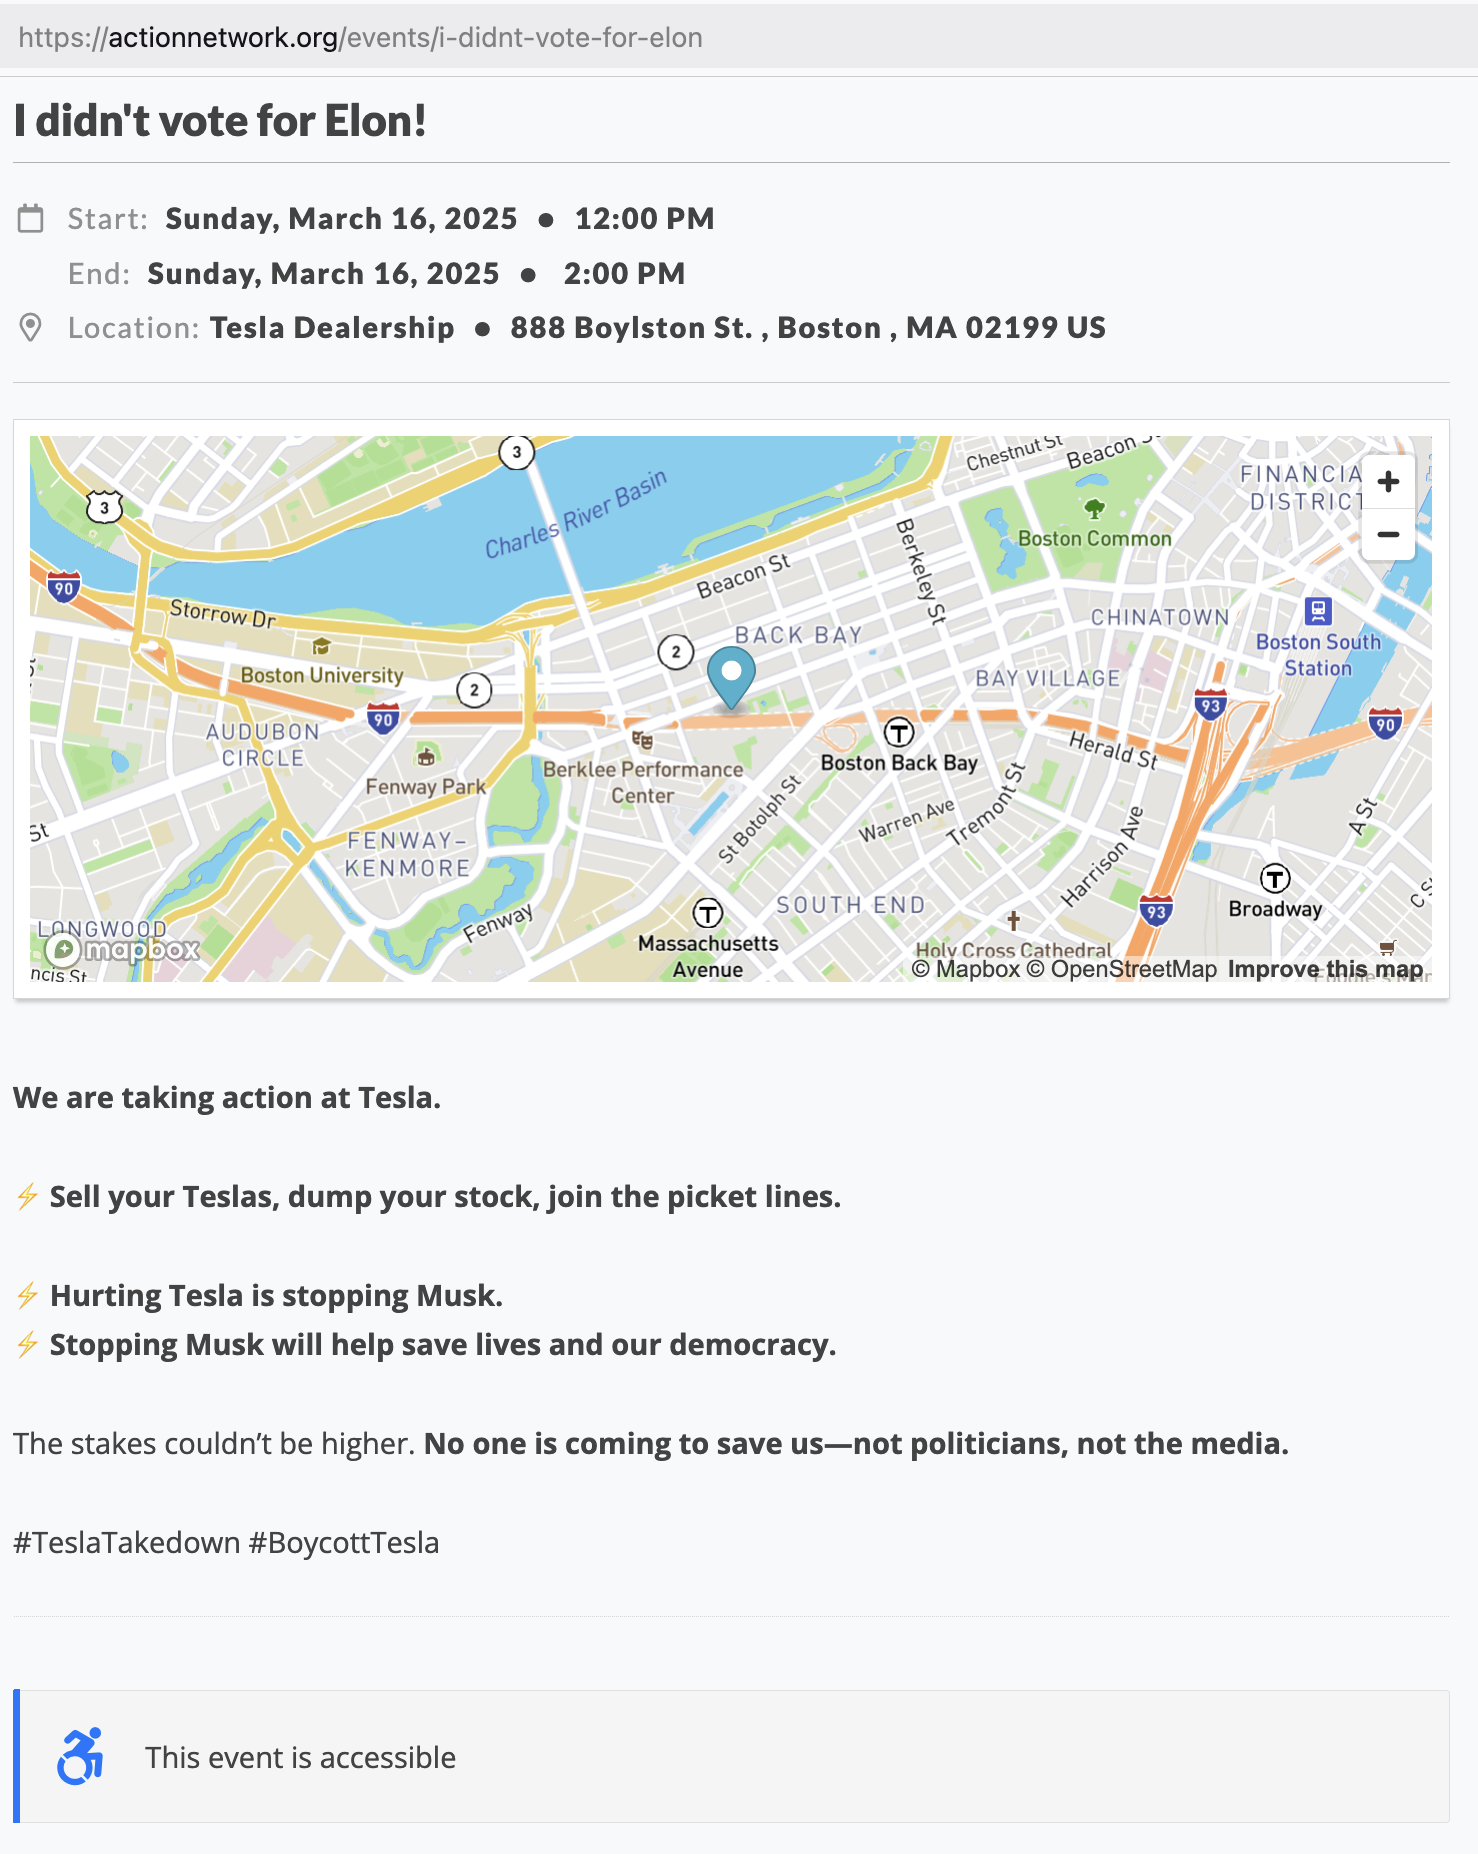 https://actionnetwork.org/events/i-didnt-vote-for-elon
I didn't vote for Elon!
Start: Sunday, March 16, 2025 ● 12:00 PM
End: Sunday, March 16, 2025 ● 2:00 PM
Location: Tesla Dealership ● 888 Boylston St. , Boston , MA 02199 US
3
Chestnut St
Beacon
FINANCIA
DISTRICT
+
−
3
Charles River Basin
Boston Common
Berkeley St
90
Beacon St
Storrow Dr
CHINATOWN
BACK BAY
Boston South
Station
2
Boston University
2
BAY VILLAGE
93
90
90
AUDUBON
CIRCLE
T
Boston Back Bay
Herald St
Berklee Performance
Center
Fenway Park
St Botolph St
Warren Ave
Tremont St
Harrison Ave
A St
St
FENWAY-
KENMORE
T
Broadway
SOUTH END
93
T
Massachusetts
Avenue
Fenway
LONGWOOD
mapbox
Holy Cross Cathedral
ncis St
© Mapbox © OpenStreetMap Improve this map
We are taking action at Tesla.
⚡ Sell your Teslas, dump your stock, join the picket lines.
⚡ Hurting Tesla is stopping Musk.
⚡ Stopping Musk will help save lives and our democracy.
The stakes couldn’t be higher. No one is coming to save us—not politicians, not the media.
#TeslaTakedown #BoycottTesla
This event is accessible